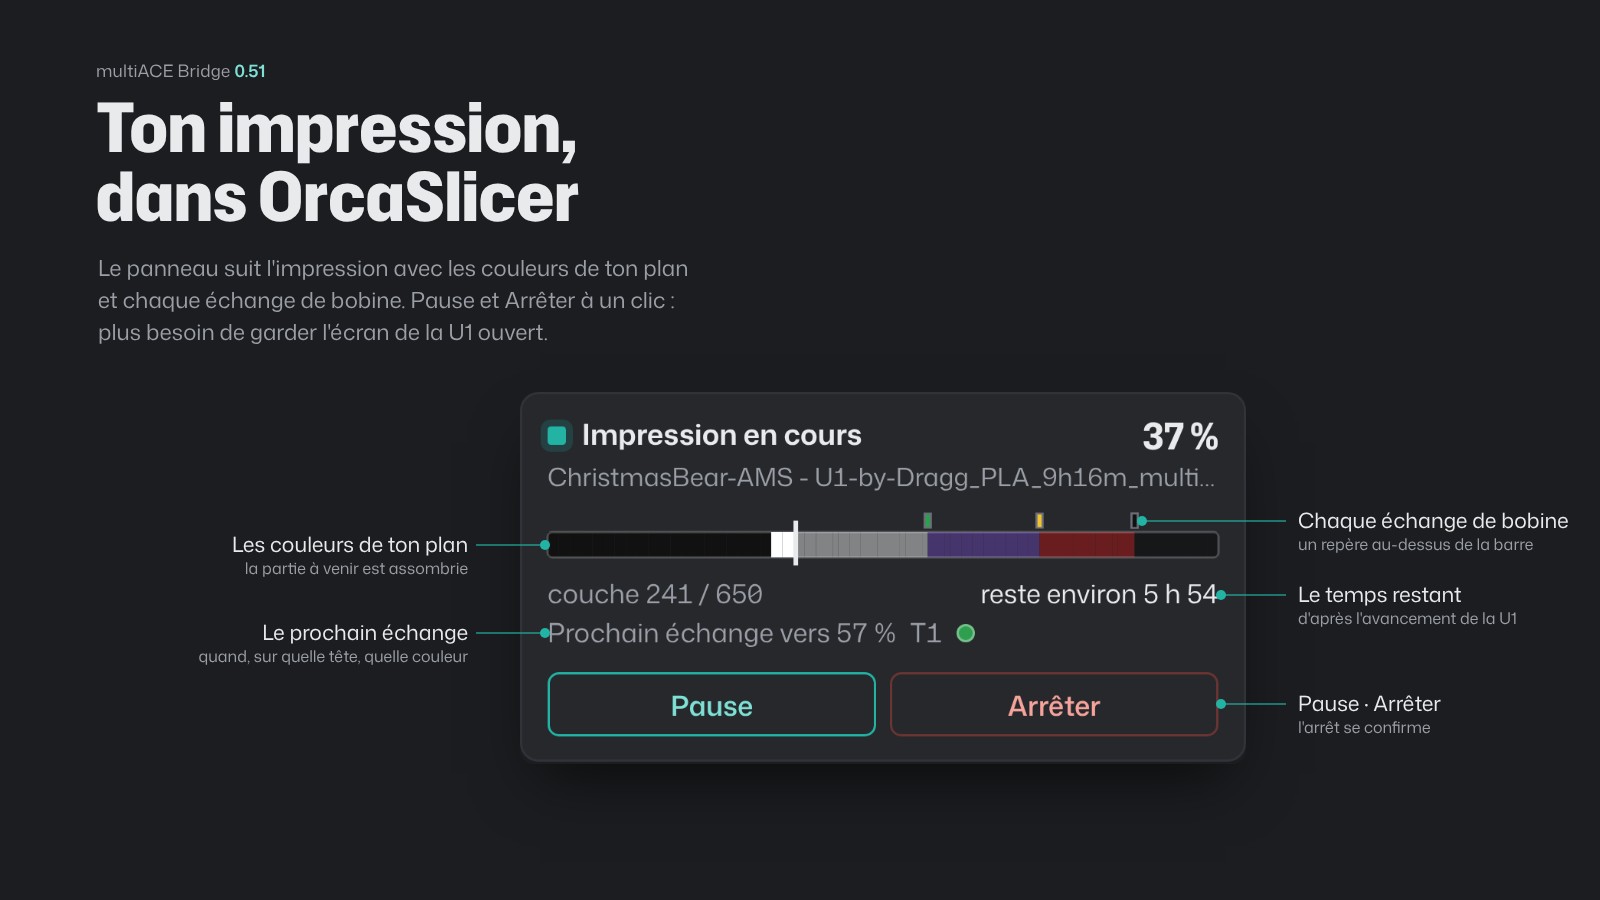 multiACE Bridge 0.51
Ton impression,
dans OrcaSlicer
Le panneau suit l'impression avec les couleurs de ton plan
et chaque échange de bobine. Pause et Arrêter à un clic :
plus besoin de garder l'écran de la U1 ouvert.
Impression en cours
37 %
ChristmasBear-AMS - U1-by-Dragg_PLA_9h16m_multi...
Les couleurs de ton plan
la partie à venir est assombrie
Chaque échange de bobine
un repère au-dessus de la barre
couche 241 / 650
reste environ 5 h 54
Le temps restant
d'après l'avancement de la U1
Le prochain échange
quand, sur quelle tête, quelle couleur
Prochain échange vers 57 % T1
Pause
Arrêter
Pause · Arrêter
l'arrêt se confirme